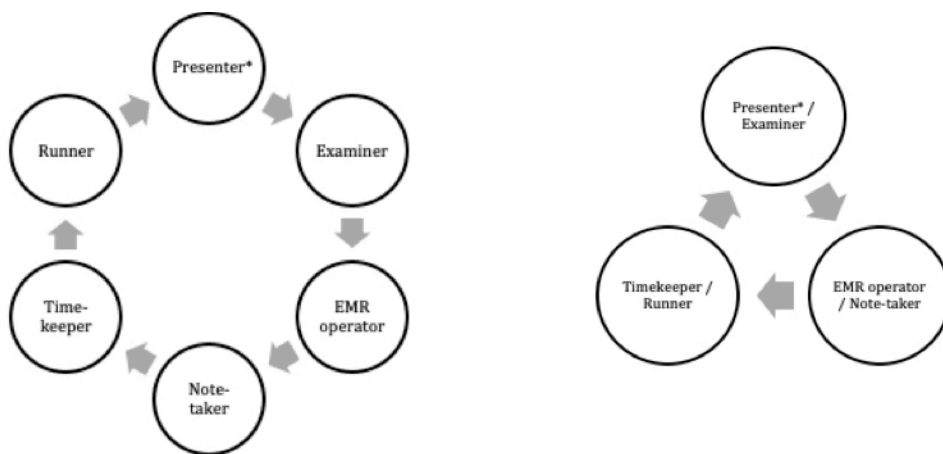 Presenter*
Examiner
EMR
operator
Note-
taker
Time-
keeper
Runner
Presenter* /
Examiner
EMR operator
/ Note-taker
Timekeeper /
Runner